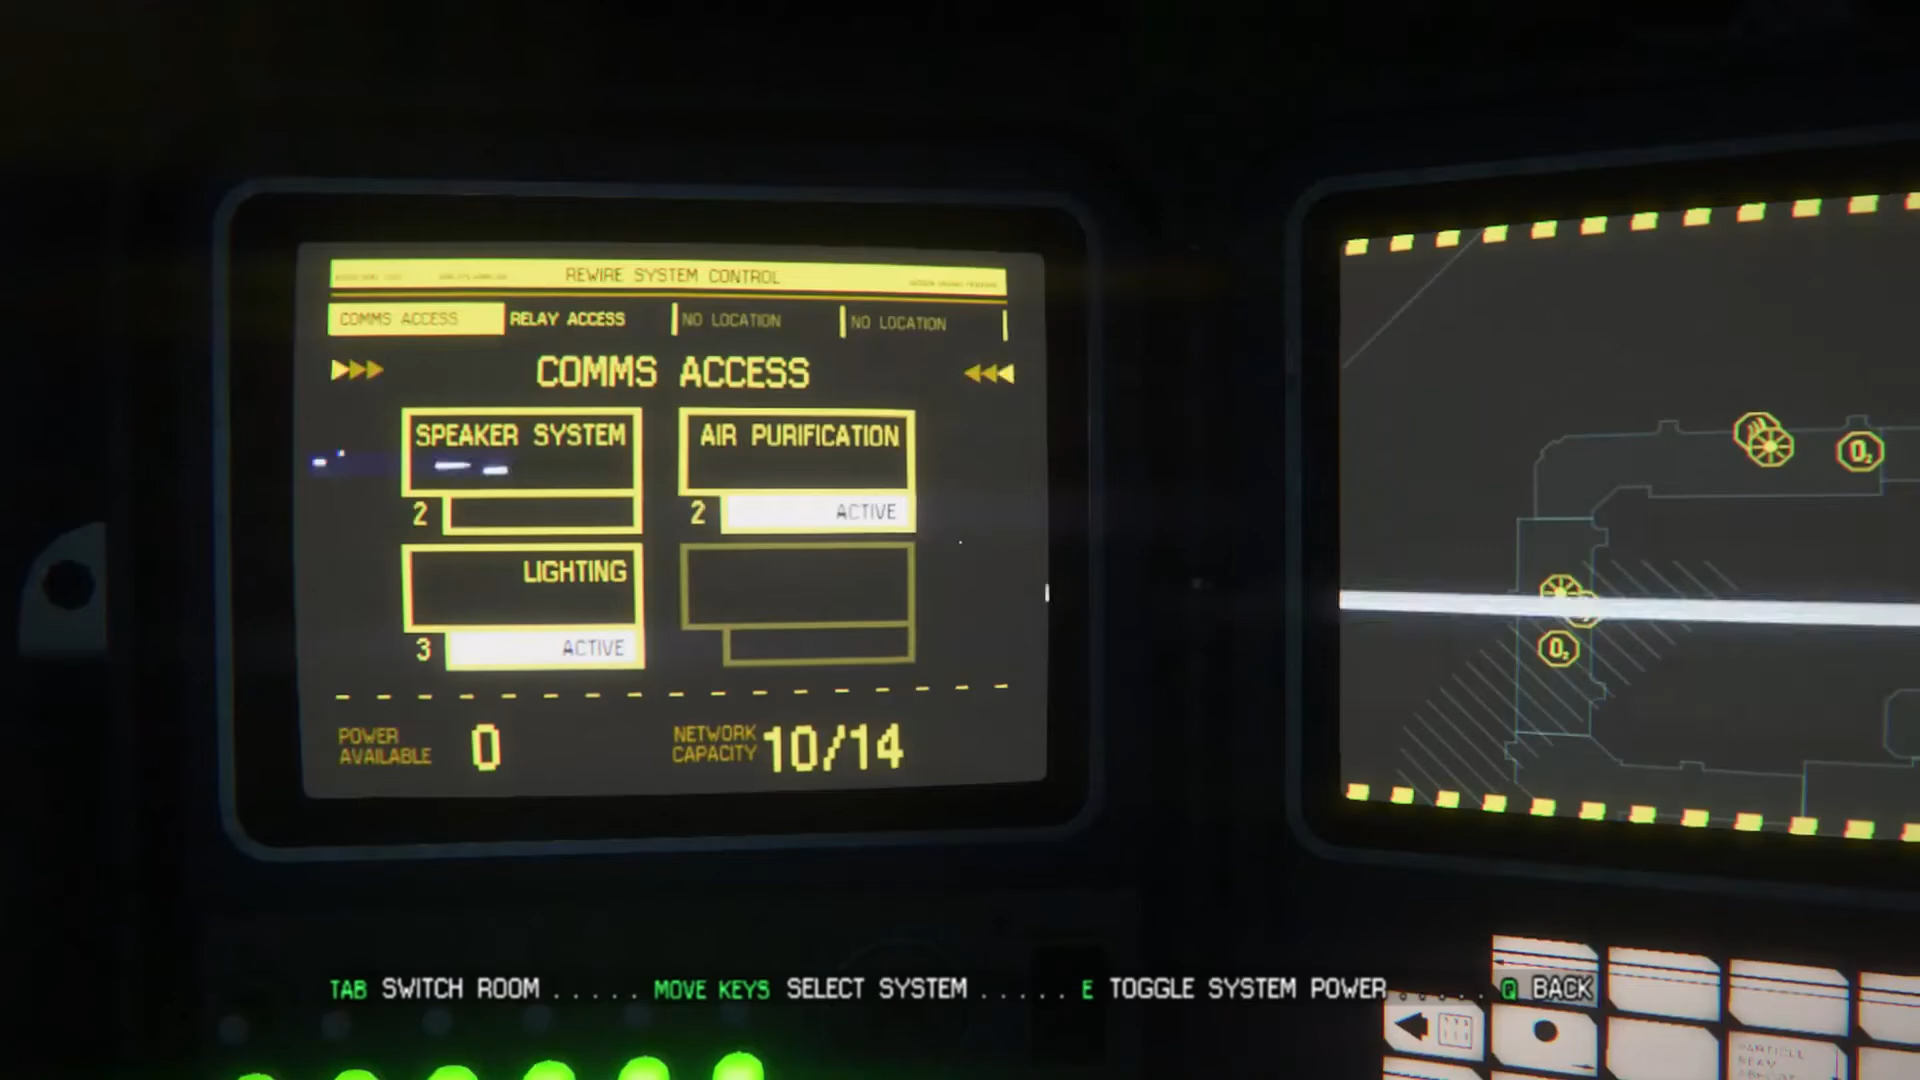 REWIRE SYSTEM CONTROL
COMMS ACCESS
RELAY ACCESS
NO LOCATION
NO LOCATION
COMMS ACCESS
SPEAKER SYSTEM
AIR PURIFICATION
2
2 ACTIVE
LIGHTING
3 ACTIVE
POWER
AVAILABLE
0
NETWORK
CAPACITY
10/14
O₂
O₂
TAB SWITCH ROOM ..... MOVE KEYS SELECT SYSTEM ..... E TOGGLE SYSTEM POWER ..... Q BACK